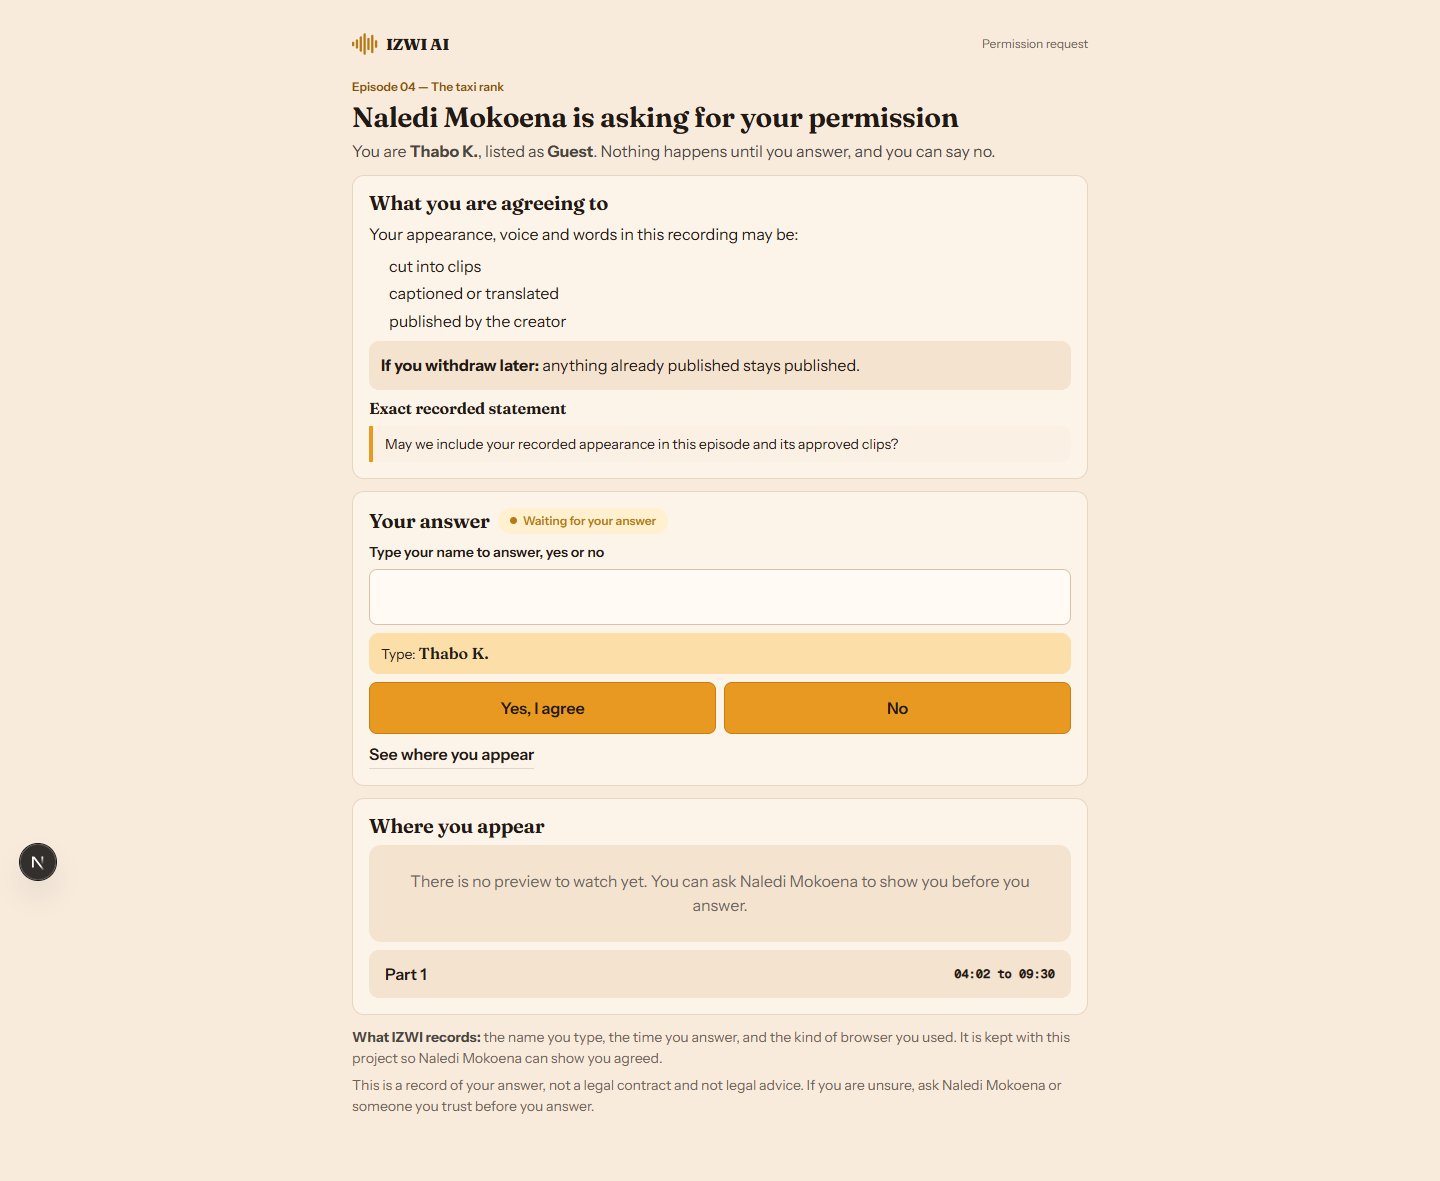 IZWI AI
Permission request
Episode 04 — The taxi rank
Naledi Mokoena is asking for your permission
You are Thabo K., listed as Guest. Nothing happens until you answer, and you can say no.
What you are agreeing to
Your appearance, voice and words in this recording may be:
cut into clips
captioned or translated
published by the creator
If you withdraw later: anything already published stays published.
Exact recorded statement
May we include your recorded appearance in this episode and its approved clips?
Your answer
Waiting for your answer
Type your name to answer, yes or no
Type: Thabo K.
Yes, I agree
No
See where you appear
Where you appear
There is no preview to watch yet. You can ask Naledi Mokoena to show you before you
answer.
Part 1
04:02 to 09:30
What IZWI records: the name you type, the time you answer, and the kind of browser you used. It is kept with this
project so Naledi Mokoena can show you agreed.
This is a record of your answer, not a legal contract and not legal advice. If you are unsure, ask Naledi Mokoena or
someone you trust before you answer.
N